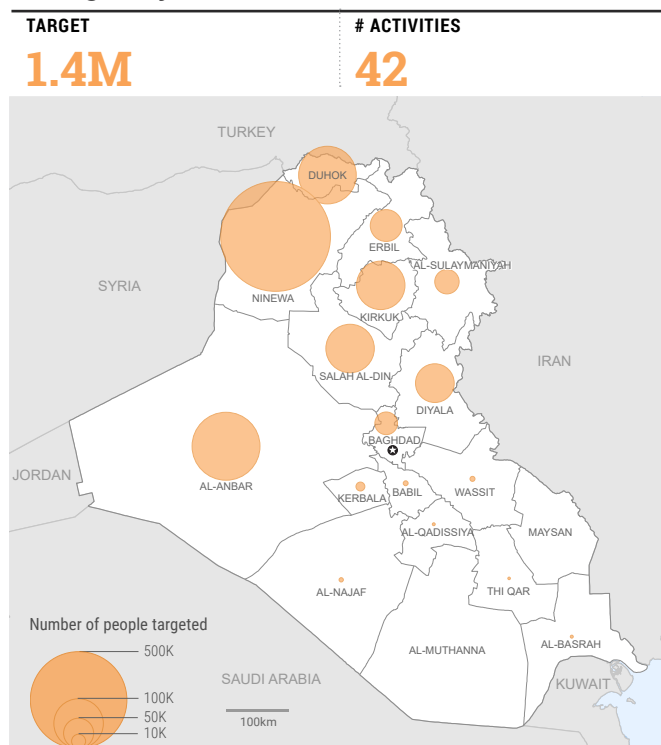 TARGET
# ACTIVITIES
1.4M
42
TURKEY
DUHOK
ERBIL
AL-SULAYMANIYAH
SYRIA
NINEWA
KIRKUK
IRAN
SALAH AL-DIN
DIYALA
BAGHDAD
JORDAN
AL-ANBAR
KERBALA
BABIL
WASSIT
AL-QADISSIYA
MAYSAN
AL-NAJAF
THI QAR
Number of people targeted
AL-MUTHANNA
AL-BASRAH
500K
SAUDI ARABIA
KUWAIT
100K
50K
100km
10K